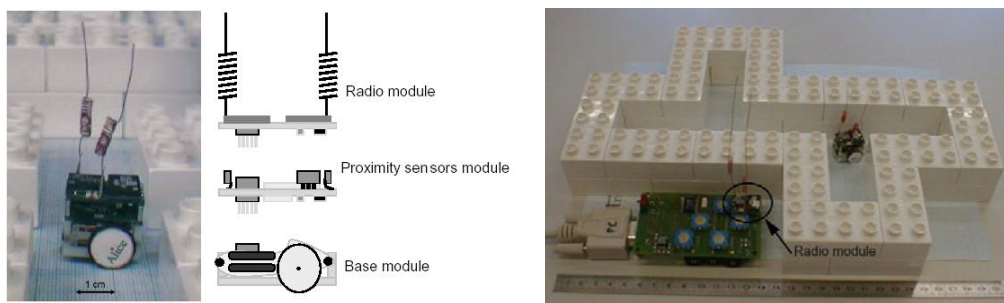 Alice
1 cm
Radio module
Proximity sensors module
Base module
Radio module